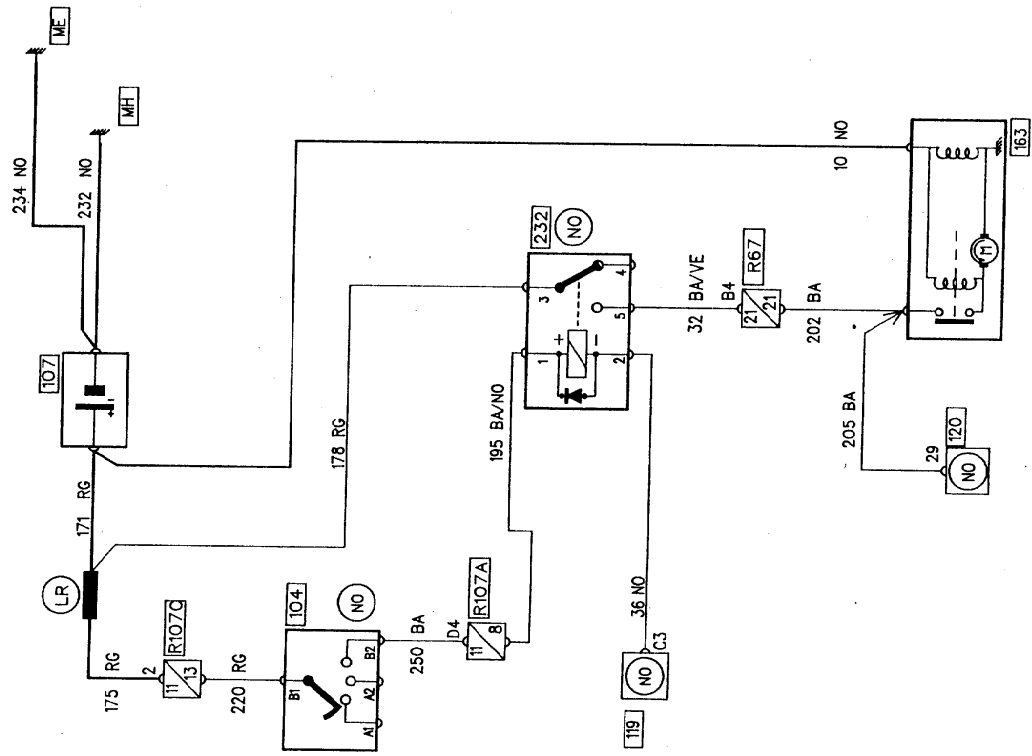 ME
234 NO
MH
232 NO
107
+ -
171 RG
LR
175 RG
2
R107C
11
13
220 RG
104
NO
B1
A1
A2
B2
250 BA
D4
R107A
11
8
178 RG
195 BA/NO
232
NO
3
4
5
1
+
2
-
36 NO
C3
NO
119
32 BA/VE
B4
R67
21
21
202 BA
205 BA
29
120
NO
10 NO
M
163